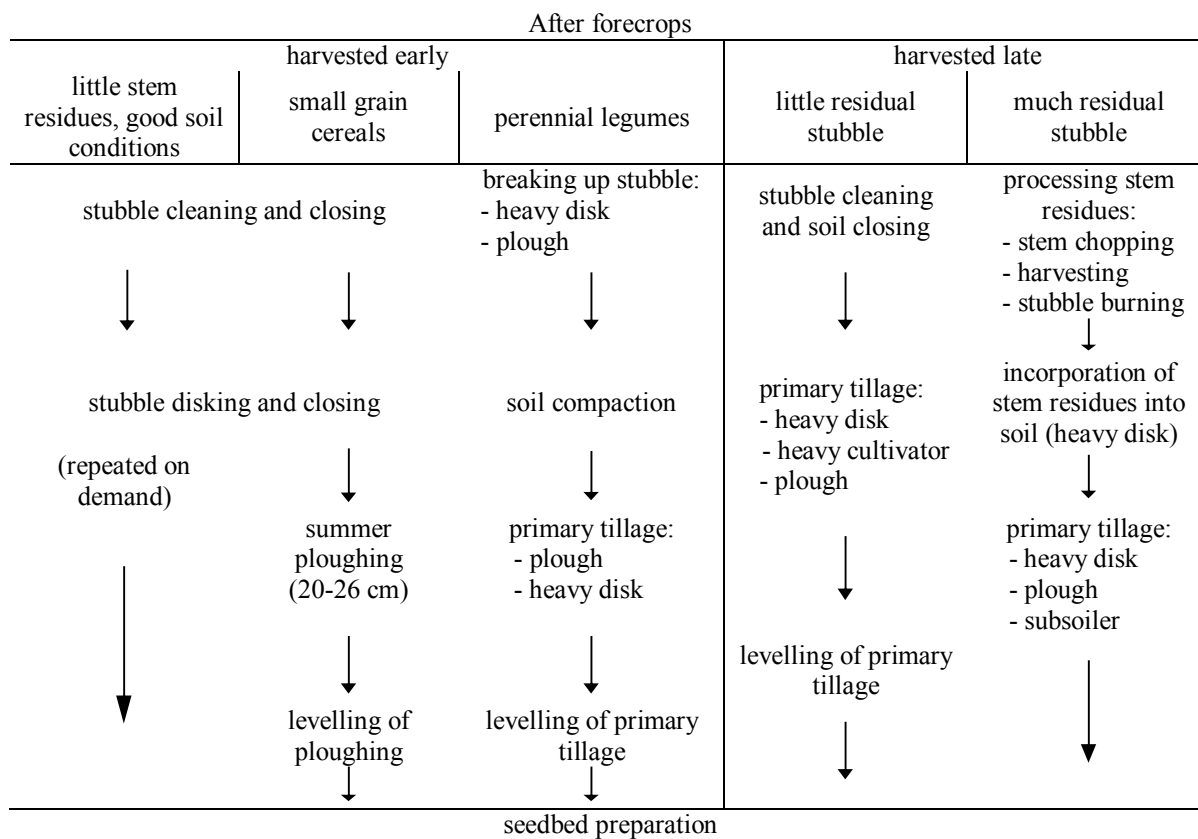 After forecrops
harvested early
harvested late
little stem
residues, good soil
conditions
small grain
cereals
perennial legumes
little residual
stubble
much residual
stubble
stubble cleaning and closing
breaking up stubble:
- heavy disk
- plough
stubble cleaning
and soil closing
processing stem
residues:
- stem chopping
- harvesting
- stubble burning
stubble disking and closing
soil compaction
primary tillage:
- heavy disk
- heavy cultivator
- plough
incorporation of
stem residues into
soil (heavy disk)
(repeated on
demand)
summer
ploughing
(20-26 cm)
primary tillage:
- plough
- heavy disk
primary tillage:
- heavy disk
- plough
- subsoiler
levelling of primary
tillage
levelling of
ploughing
levelling of primary
tillage
seedbed preparation